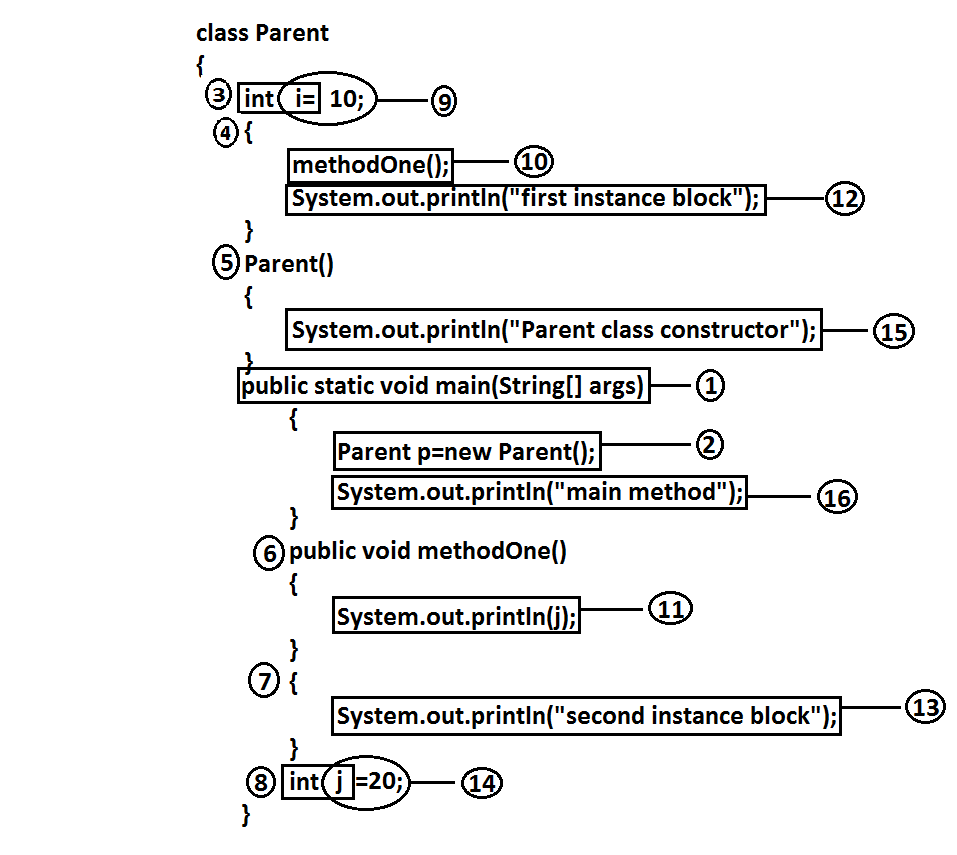 class Parent
{
3 int i= 10; 9
4 {
methodOne(); 10
System.out.println("first instance block"); 12
}
5 Parent()
{
System.out.println("Parent class constructor"); 15
}
public static void main(String[] args) 1
{
Parent p=new Parent(); 2
System.out.println("main method"); 16
}
6 public void methodOne()
{
System.out.println(j); 11
}
7 {
System.out.println("second instance block"); 13
}
8 int j =20; 14
}